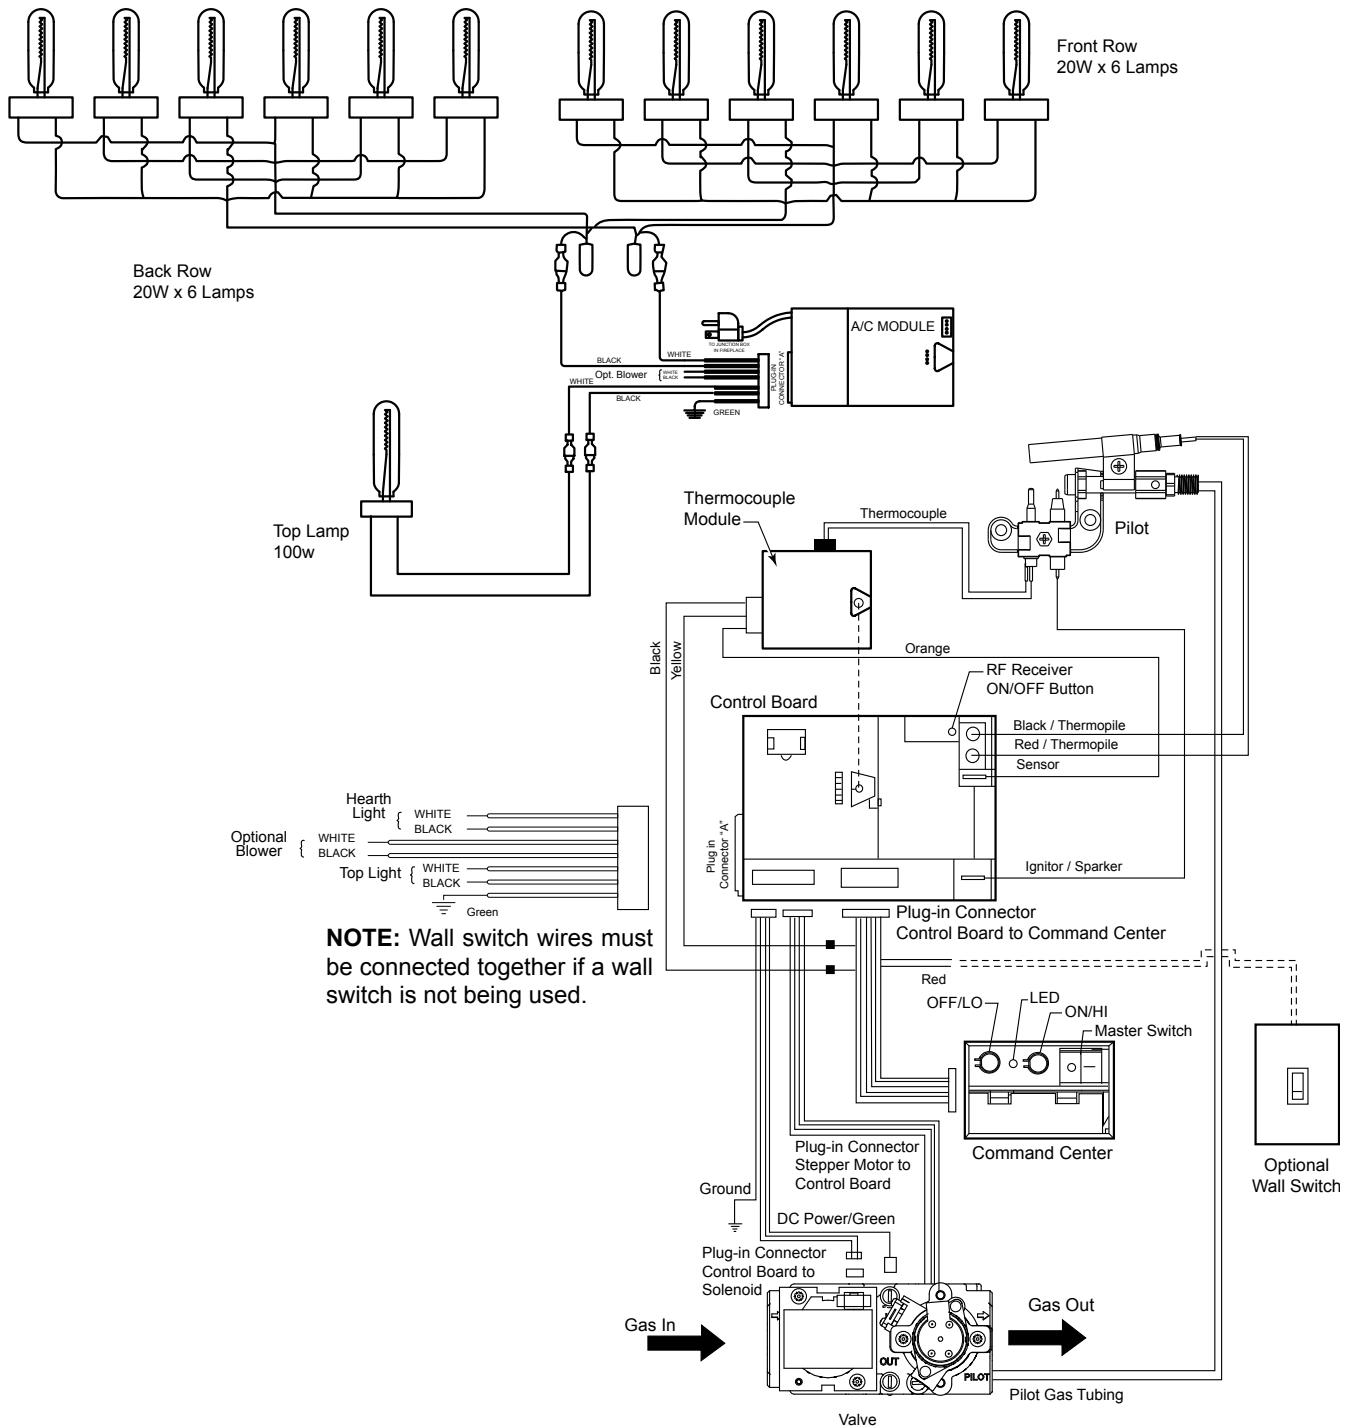 Front Row
20W x 6 Lamps
Back Row
20W x 6 Lamps
A/C MODULE
TO JUNCTION BOX
IN FIREPLACE
WHITE
BLACK
Opt. Blower
WHITE
BLACK
WHITE
BLACK
GREEN
PLUG-IN
CONNECTOR "A"
Top Lamp
100w
Thermocouple
Module
Thermocouple
Pilot
Black
Yellow
Orange
RF Receiver
ON/OFF Button
Control Board
Black / Thermopile
Red / Thermopile
Sensor
Hearth
Light
WHITE
BLACK
Optional
Blower
WHITE
BLACK
Top Light
WHITE
BLACK
Green
Plug in
Connector "A"
Ignitor / Sparker
NOTE: Wall switch wires must
be connected together if a wall
switch is not being used.
Plug-in Connector
Control Board to Command Center
Red
OFF/LO
LED
ON/HI
Master Switch
Command Center
Optional
Wall Switch
Plug-in Connector
Stepper Motor to
Control Board
Ground
DC Power/Green
Plug-in Connector
Control Board to
Solenoid
Gas In
Gas Out
OUT
PILOT
Pilot Gas Tubing
Valve